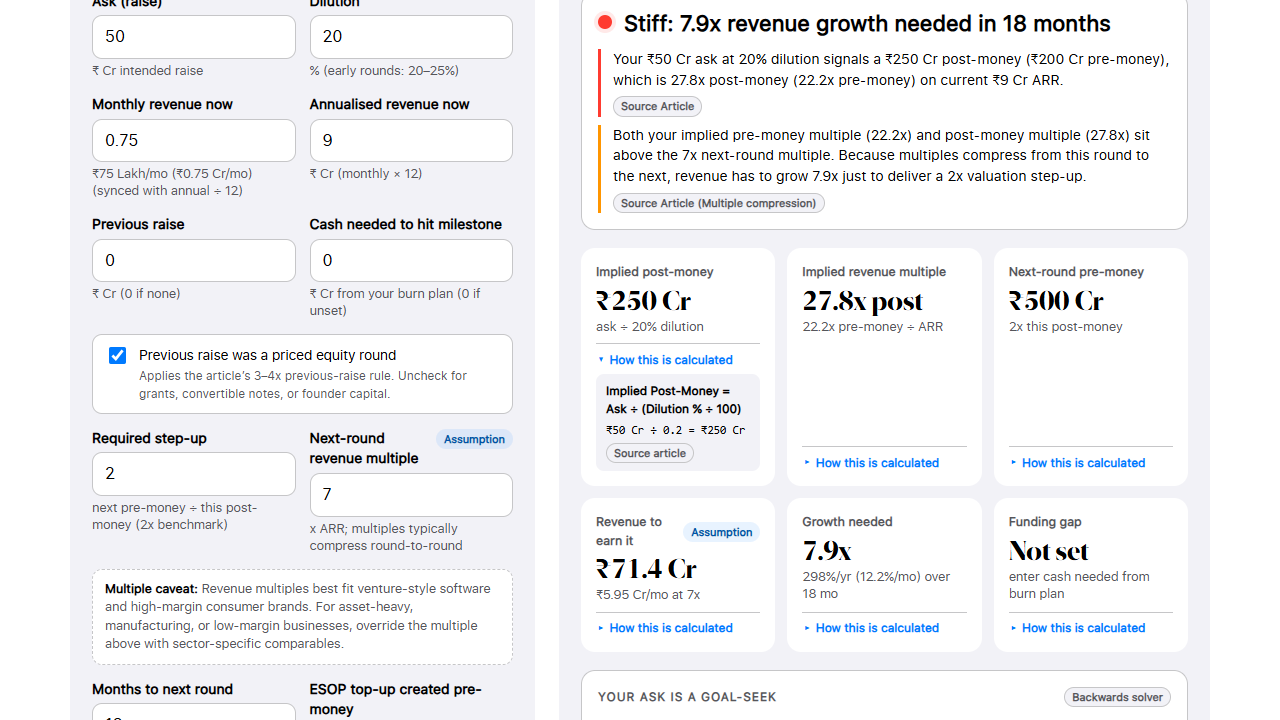 Ask (raise)
Dilution
50
20
₹ Cr intended raise
% (early rounds: 20–25%)
Monthly revenue now
Annualised revenue now
0.75
9
₹75 Lakh/mo (₹0.75 Cr/mo)
(synced with annual ÷ 12)
₹ Cr (monthly × 12)
Previous raise
Cash needed to hit milestone
0
0
₹ Cr (0 if none)
₹ Cr from your burn plan (0 if
unset)
Previous raise was a priced equity round
Applies the article's 3–4x previous-raise rule. Uncheck for
grants, convertible notes, or founder capital.
Required step-up
Next-round
revenue multiple
Assumption
2
7
next pre-money ÷ this post-
money (2x benchmark)
x ARR; multiples typically
compress round-to-round
Multiple caveat: Revenue multiples best fit venture-style software
and high-margin consumer brands. For asset-heavy,
manufacturing, or low-margin businesses, override the multiple
above with sector-specific comparables.
Months to next round
ESOP top-up created pre-
money
Stiff: 7.9x revenue growth needed in 18 months
Your ₹50 Cr ask at 20% dilution signals a ₹250 Cr post-money (₹200 Cr pre-money),
which is 27.8x post-money (22.2x pre-money) on current ₹9 Cr ARR.
Source Article
Both your implied pre-money multiple (22.2x) and post-money multiple (27.8x) sit
above the 7x next-round multiple. Because multiples compress from this round to
the next, revenue has to grow 7.9x just to deliver a 2x valuation step-up.
Source Article (Multiple compression)
Implied post-money
₹250 Cr
ask ÷ 20% dilution
▾ How this is calculated
Implied Post-Money =
Ask ÷ (Dilution % ÷ 100)
₹50 Cr ÷ 0.2 = ₹250 Cr
Source article
Implied revenue multiple
27.8x post
22.2x pre-money ÷ ARR
▸ How this is calculated
Next-round pre-money
₹500 Cr
2x this post-money
▸ How this is calculated
Revenue to
earn it
Assumption
₹71.4 Cr
₹5.95 Cr/mo at 7x
▸ How this is calculated
Growth needed
7.9x
298%/yr (12.2%/mo) over
18 mo
▸ How this is calculated
Funding gap
Not set
enter cash needed from
burn plan
▸ How this is calculated
YOUR ASK IS A GOAL-SEEK
Backwards solver